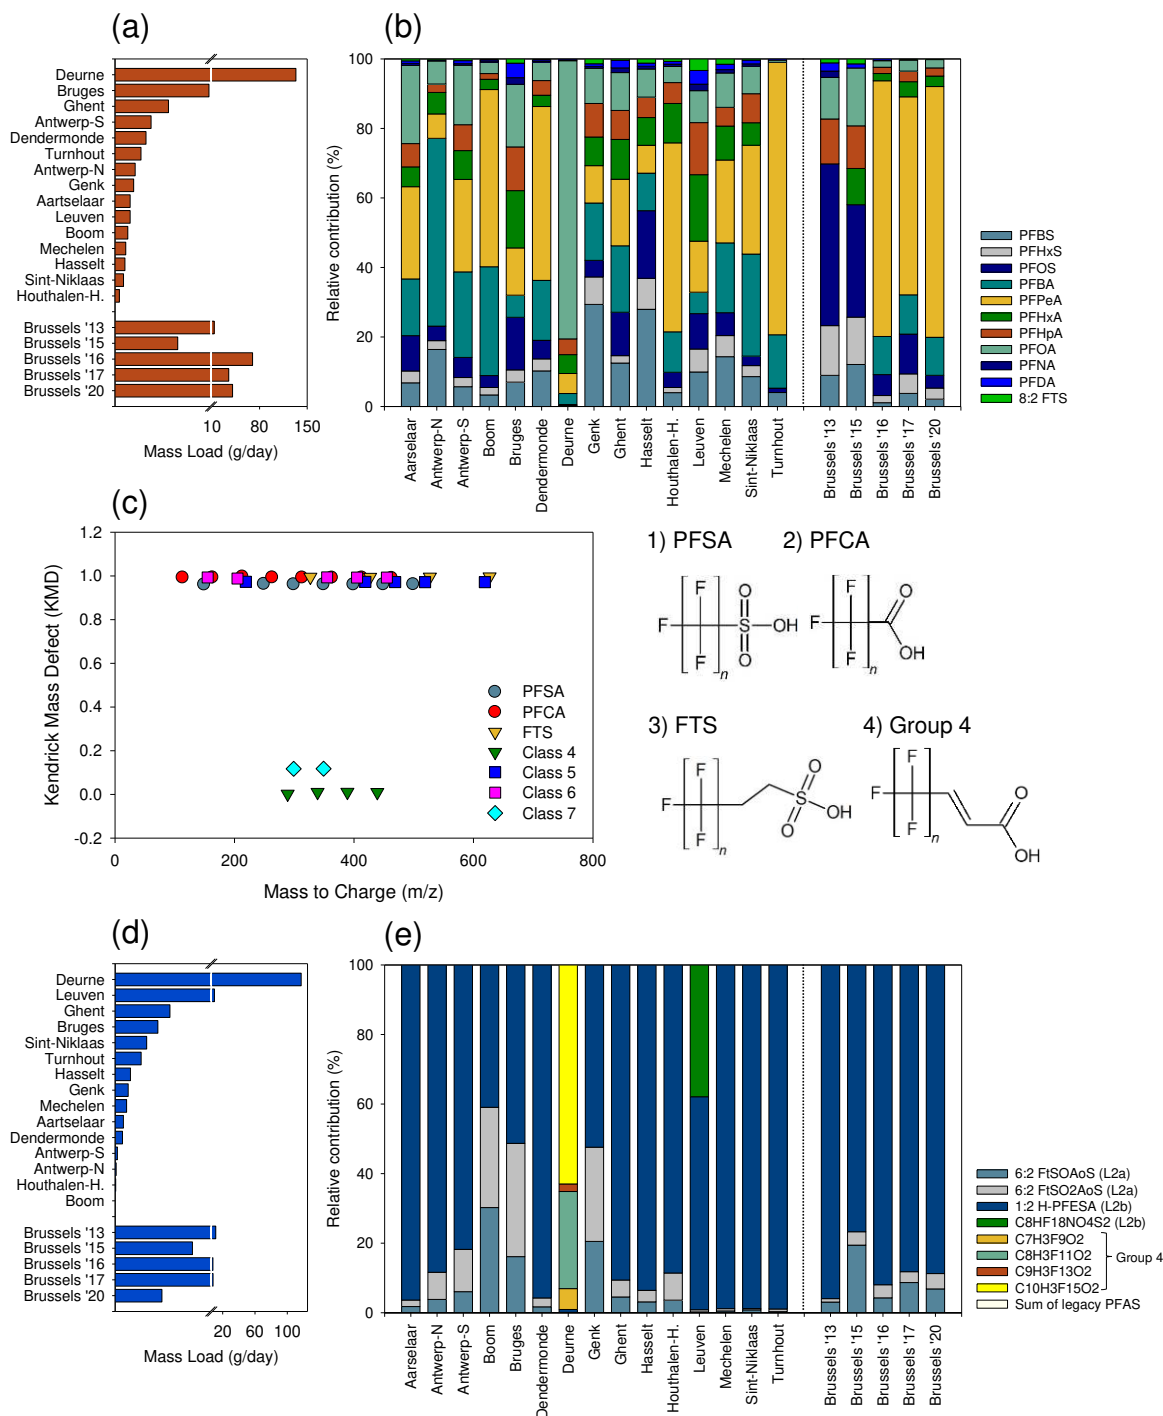 (a)
Deurne
Bruges
Ghent
Antwerp-S
Dendermonde
Turnhout
Antwerp-N
Genk
Aartselaar
Leuven
Boom
Mechelen
Hasselt
Sint-Niklaas
Houthalen-H.
Brussels '13
Brussels '15
Brussels '16
Brussels '17
Brussels '20
10 80 150
Mass Load (g/day)
(b)
Relative contribution (%)
100
80
60
40
20
0
Aarselaar
Antwerp-N
Antwerp-S
Boom
Bruges
Dendermonde
Deurne
Genk
Ghent
Hasselt
Houthalen-H.
Leuven
Mechelen
Sint-Niklaas
Turnhout
Brussels '13
Brussels '15
Brussels '16
Brussels '17
Brussels '20
PFBS
PFHxS
PFOS
PFBA
PFPeA
PFHxA
PFHpA
PFOA
PFNA
PFDA
8:2 FTS
(c)
Kendrick Mass Defect (KMD)
1.2
1.0
0.8
0.6
0.4
0.2
0.0
-0.2
0 200 400 600 800
Mass to Charge (m/z)
PFSA
PFCA
FTS
Class 4
Class 5
Class 6
Class 7
1) PFSA
F
F
F
n
O
S
O
OH
2) PFCA
F
F
F
n
O
OH
3) FTS
F
F
F
n
O
S
O
OH
4) Group 4
F
F
F
n
O
OH
(d)
Deurne
Leuven
Ghent
Bruges
Sint-Niklaas
Turnhout
Hasselt
Genk
Mechelen
Aartselaar
Dendermonde
Antwerp-S
Antwerp-N
Houthalen-H.
Boom
Brussels '13
Brussels '15
Brussels '16
Brussels '17
Brussels '20
20 100
Mass Load (g/day)
(e)
Relative contribution (%)
100
80
60
40
20
0
Aarselaar
Antwerp-N
Antwerp-S
Boom
Bruges
Dendermonde
Deurne
Genk
Ghent
Hasselt
Houthalen-H.
Leuven
Mechelen
Sint-Niklaas
Turnhout
Brussels '13
Brussels '15
Brussels '16
Brussels '17
Brussels '20
6:2 FtSOAoS (L2a)
6:2 FtSO2AoS (L2a)
1:2 H-PFESA (L2b)
C8HF18NO4S2 (L2b)
C7H3F9O2
C8H3F11O2
C9H3F13O2
C10H3F15O2
Group 4
Sum of legacy PFAS